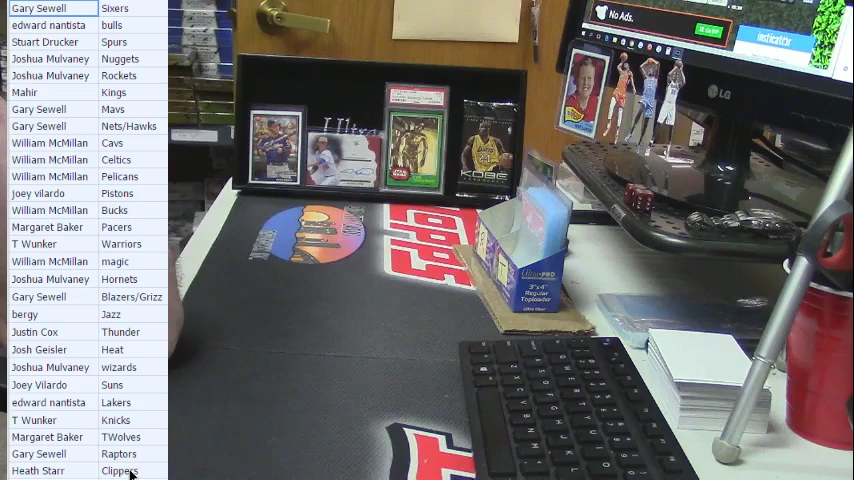 Gary Sewell Sixers
edward nantista bulls
Stuart Drucker Spurs
Joshua Mulvaney Nuggets
Joshua Mulvaney Rockets
Mahir Kings
Gary Sewell Mavs
Gary Sewell Nets/Hawks
William McMillan Cavs
William McMillan Celtics
William McMillan Pelicans
joey vilardo Pistons
William McMillan Bucks
Margaret Baker Pacers
T Wunker Warriors
William McMillan magic
Joshua Mulvaney Hornets
Gary Sewell Blazers/Grizz
bergy Jazz
Justin Cox Thunder
Josh Geisler Heat
Joshua Mulvaney wizards
Joey Vilardo Suns
edward nantista Lakers
T Wunker Knicks
Margaret Baker TWolves
Gary Sewell Raptors
Heath Starr Clippers
No Ads.
insticator
LG
KOBE
STAR WARS
TOPPS
Ultra-PRO
3"x4"
Regular
Toploader